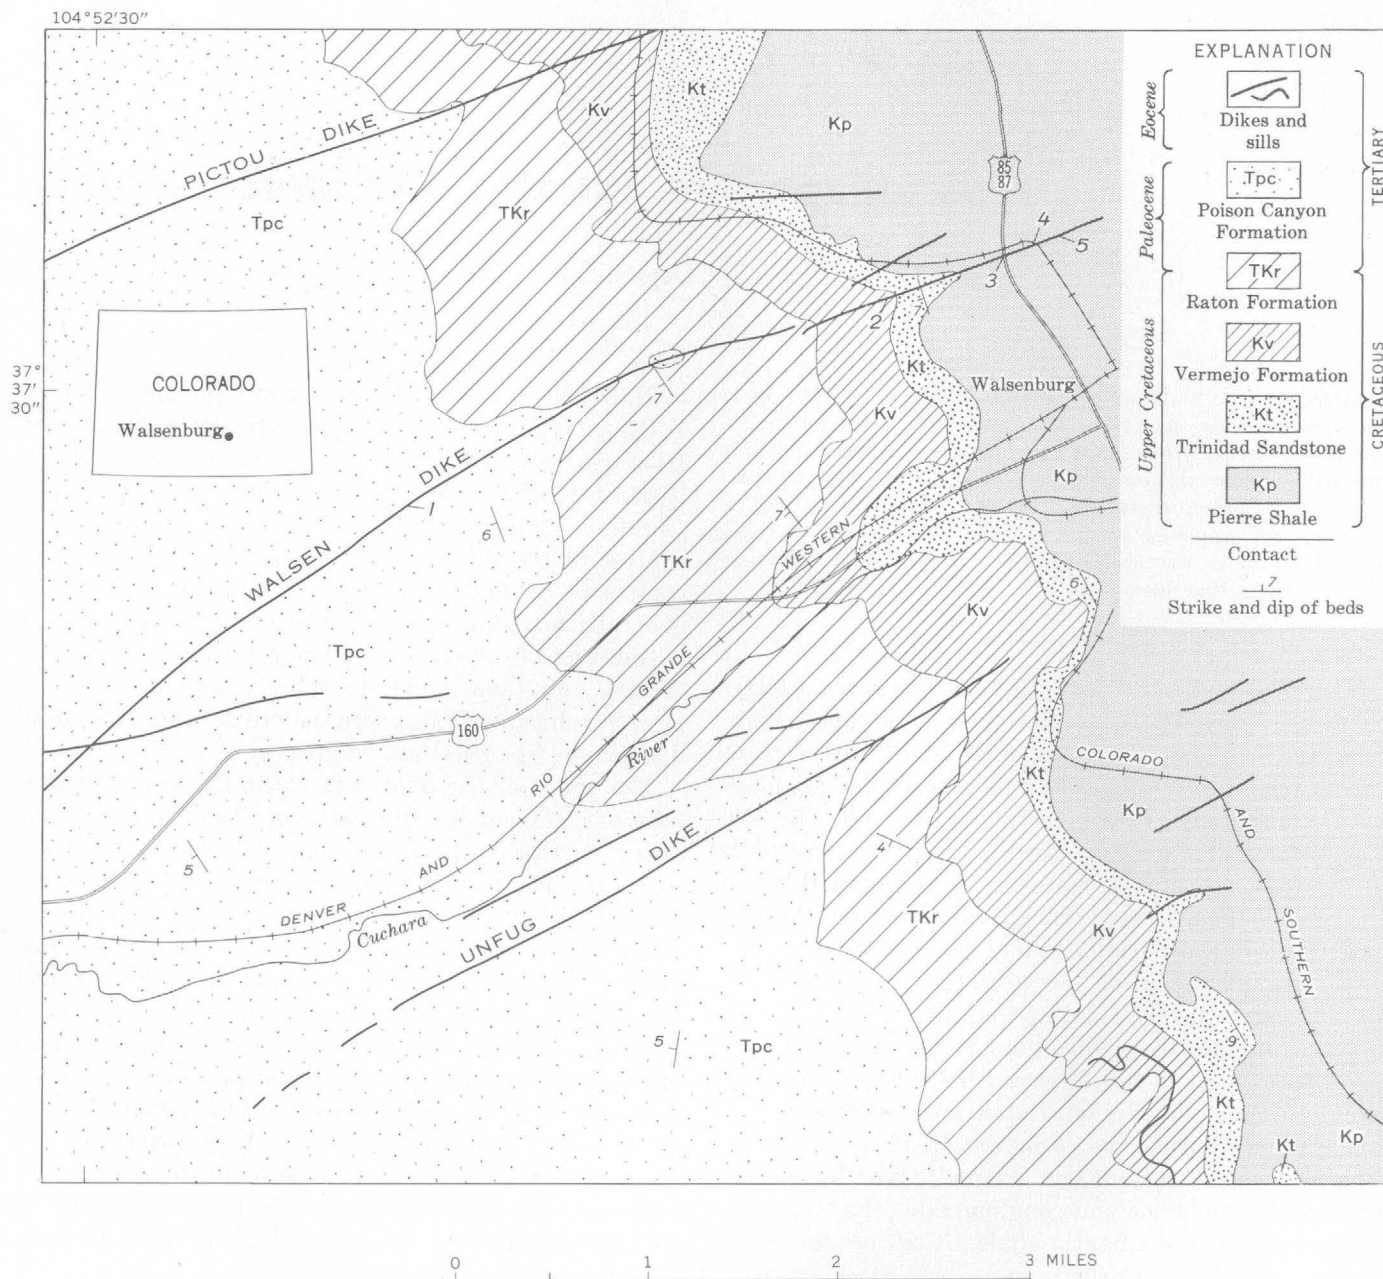 104°52′30″
EXPLANATION
Eocene
Dikes and
sills
Paleocene
Tpc
Poison Canyon
Formation
TERTIARY
TKr
Raton Formation
Upper Cretaceous
Kv
Vermejo Formation
Kt
Trinidad Sandstone
Kp
Pierre Shale
CRETACEOUS
Contact
7
Strike and dip of beds
Kt
Kv
Kp
PICTOU DIKE
85
87
Tpc
TKr
4
5
3
2
37°
37′
30″
COLORADO
Walsenburg
Kt
Walsenburg
7
Kv
WALSEN DIKE
1
6
Kp
7
TKr
6
Kv
Tpc
160
DENVER AND RIO GRANDE WESTERN
Cuchara River
COLORADO AND SOUTHERN
Kt
Kp
5
4
UNFUG DIKE
TKr
Kv
5
Tpc
9
Kt
Kt
Kp
0 1 2 3 MILES